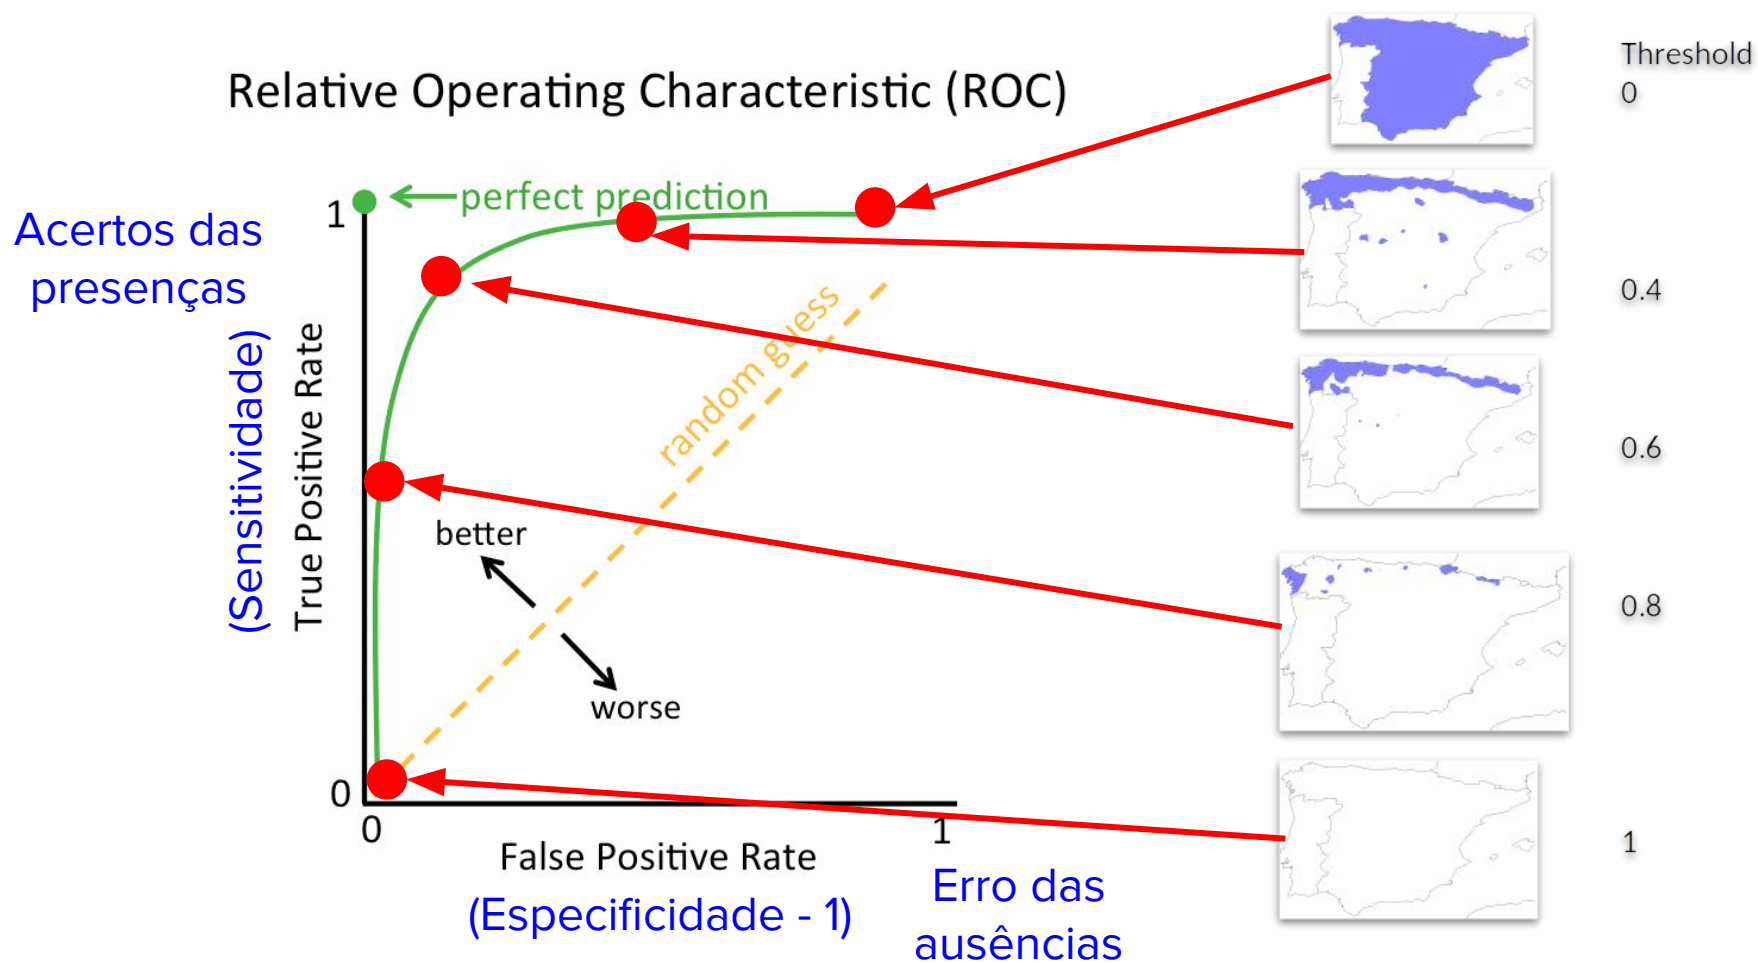 Relative Operating Characteristic (ROC)
Threshold
0
0.4
0.6
0.8
1
perfect prediction
1
Acertos das
presenças
(Sensitividade)
True Positive Rate
random guess
better
worse
0
0
1
False Positive Rate
(Especificidade - 1)
Erro das
ausências